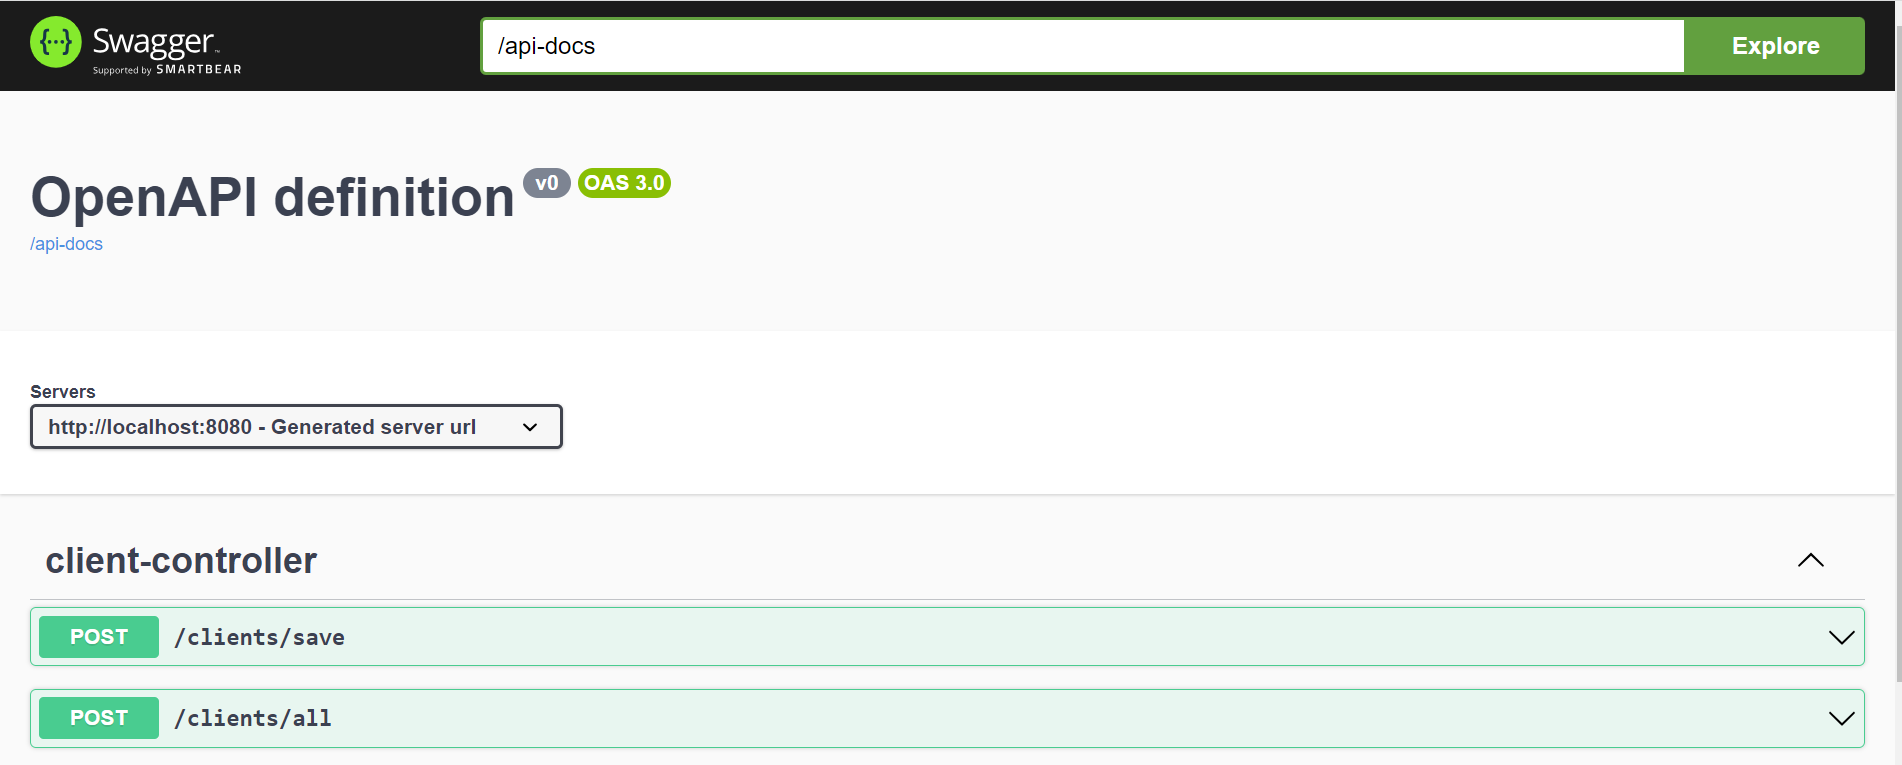 {···} Swagger™
Supported by SMARTBEAR
/api-docs
Explore
OpenAPI definition v0 OAS 3.0
/api-docs
Servers
http://localhost:8080 - Generated server url
client-controller
POST /clients/save
POST /clients/all